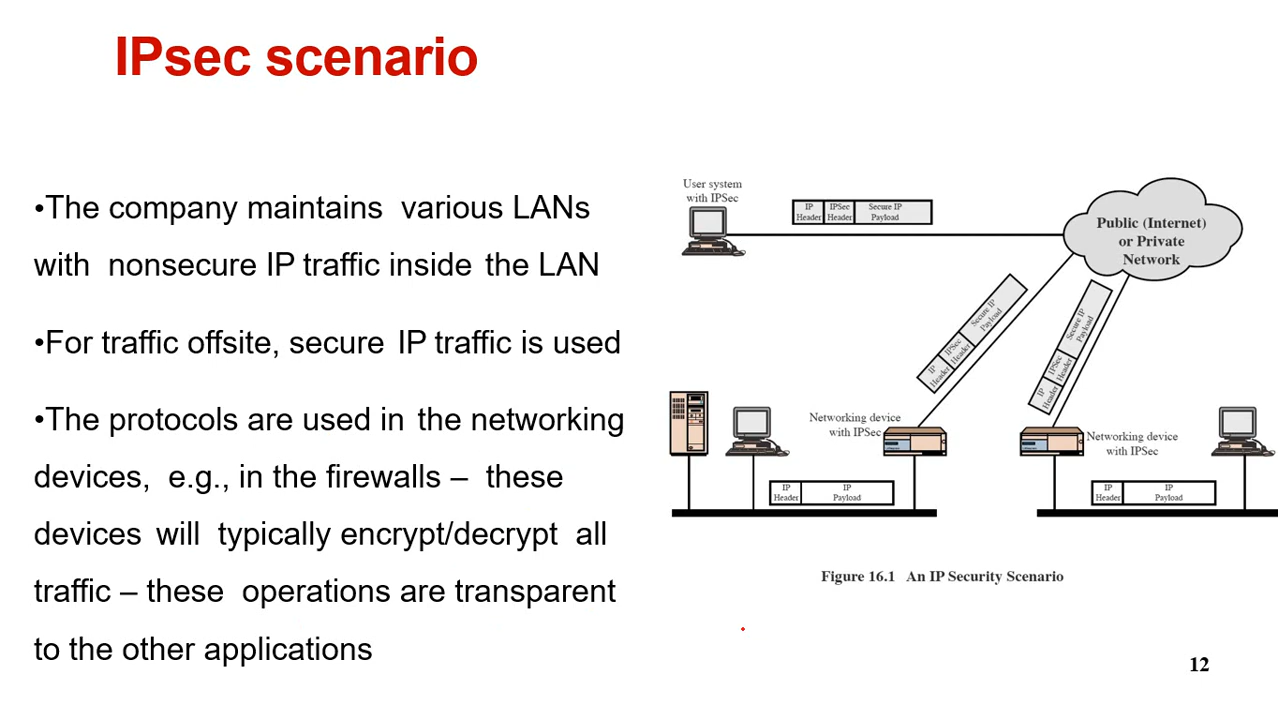 IPsec scenario
•The company maintains various LANs
with nonsecure IP traffic inside the LAN
•For traffic offsite, secure IP traffic is used
•The protocols are used in the networking
devices, e.g., in the firewalls – these
devices will typically encrypt/decrypt all
traffic – these operations are transparent
to the other applications
User system
with IPSec
IP
Header
IPSec
Header
Secure IP
Payload
Public (Internet)
or Private
Network
IP
Header
IPSec
Header
Secure IP
Payload
IP
Header
IPSec
Header
Secure IP
Payload
Networking device
with IPSec
Networking device
with IPSec
IP
Header
IP
Payload
IP
Header
IP
Payload
Figure 16.1 An IP Security Scenario
12